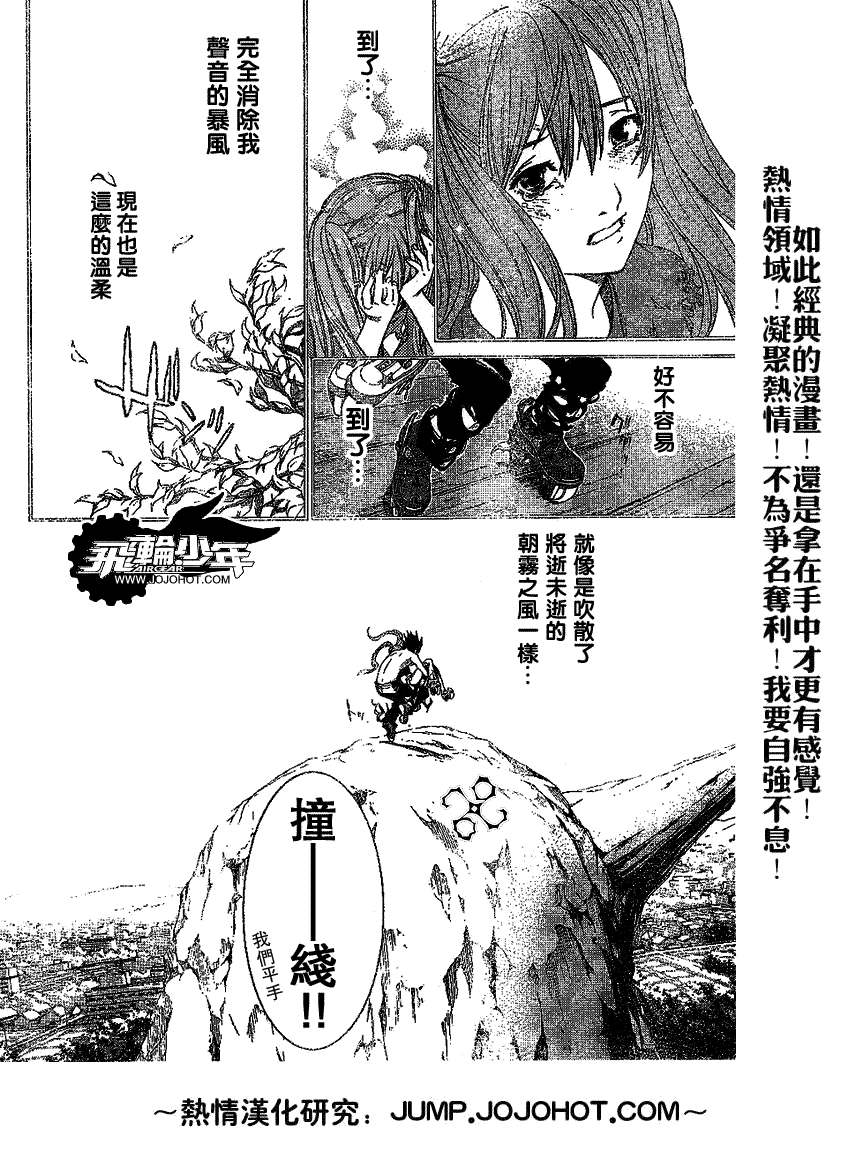 好不容易
到了…
到了…
完全消除我
聲音的暴風
現在也是
這麼的溫柔
ググッ
就像是吹散了
將逝未逝的
朝霧之風一樣…
トッ
撞——綫!!
我們平手
飛輪少年
AIRGEAR
WWW.JOJOHOT.COM
如此經典的漫畫！還是拿在手中才更有感覺！
熱情領域！凝聚熱情！不為爭名奪利！我要自強不息！
～熱情漢化研究：JUMP.JOJOHOT.COM～